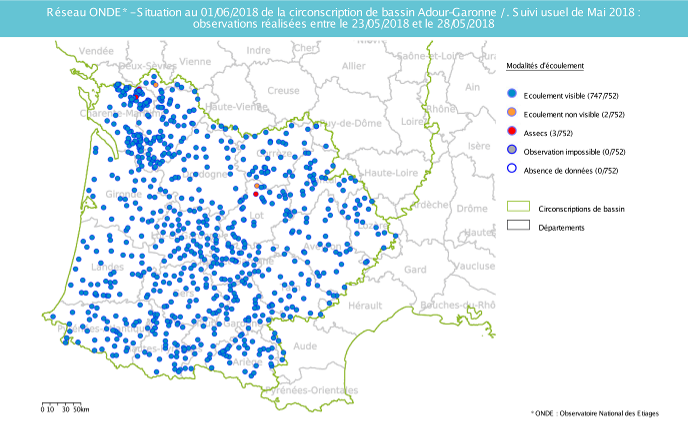 Réseau ONDE* -Situation au 01/06/2018 de la circonscription de bassin Adour-Garonne /. Suivi usuel de Mai 2018 :
observations réalisées entre le 23/05/2018 et le 28/05/2018
Modalités d'écoulement
Ecoulement visible (747/752)
Ecoulement non visible (2/752)
Assecs (3/752)
Observation impossible (0/752)
Absence de données (0/752)
Circonscriptions de bassin
Départements
Vendée
Deux-Sèvres
Vienne
Indre
Cher
Allier
Saône-et-Loire
Jura
Creuse
Haute-Vienne
Charente-Maritime
Puy-de-Dôme
Loire
Rhône
Ain
Isère
Corrèze
Haute-Loire
Gironde
Lot
Ardèche
Drôme
Landes
Gard
Vaucluse
Hérault
Bouches-du-Rhô
Aude
Ariège
Pyrénées-Orientales
0 10 30 50km
* ONDE : Observatoire National des Etiages